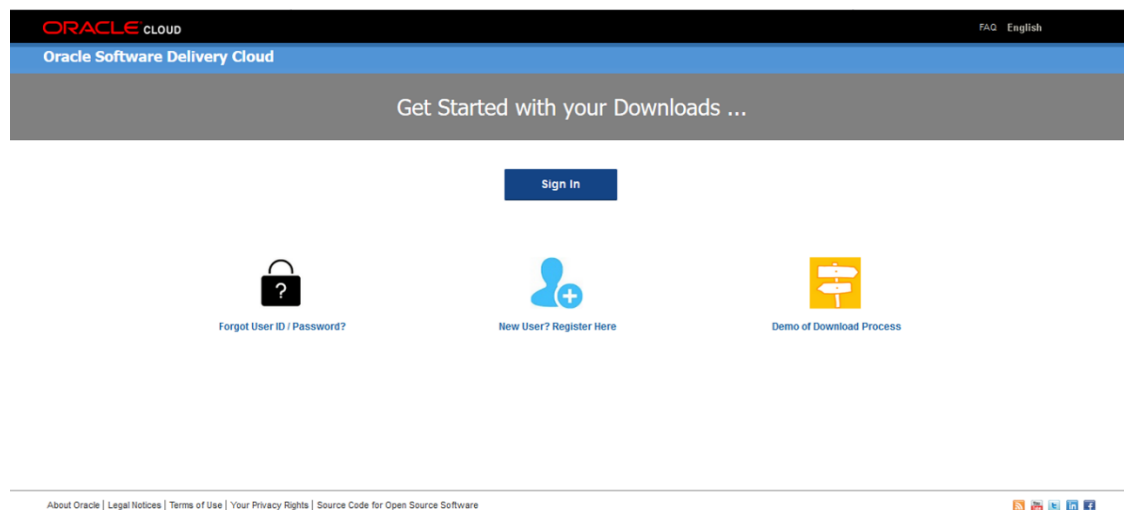 ORACLE CLOUD
FAQ English
Oracle Software Delivery Cloud
Get Started with your Downloads ...
Sign In
?
Forgot User ID / Password?
New User? Register Here
Demo of Download Process
About Oracle | Legal Notices | Terms of Use | Your Privacy Rights | Source Code for Open Source Software